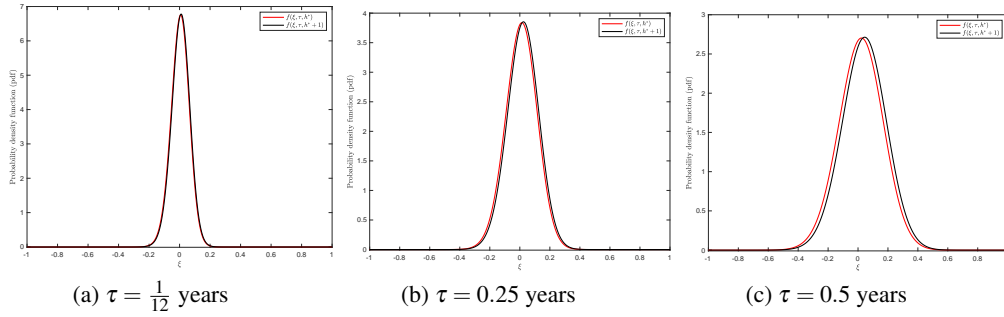 7
6
5
4
3
2
1
0
Probability density function (pdf)
-1 -0.8 -0.6 -0.4 -0.2 0 0.2 0.4 0.6 0.8 1
ξ
f(ξ, τ, h*)
f(ξ, τ, h* + 1)
(a) τ = 1/12 years
4
3.5
3
2.5
2
1.5
1
0.5
0
Probability density function (pdf)
-1 -0.8 -0.6 -0.4 -0.2 0 0.2 0.4 0.6 0.8 1
ξ
f(ξ, τ, h*)
f(ξ, τ, h* + 1)
(b) τ = 0.25 years
3
2.5
2
1.5
1
0.5
0
Probability density function (pdf)
-1 -0.8 -0.6 -0.4 -0.2 0 0.2 0.4 0.6 0.8 1
ξ
f(ξ, τ, h*)
f(ξ, τ, h* + 1)
(c) τ = 0.5 years